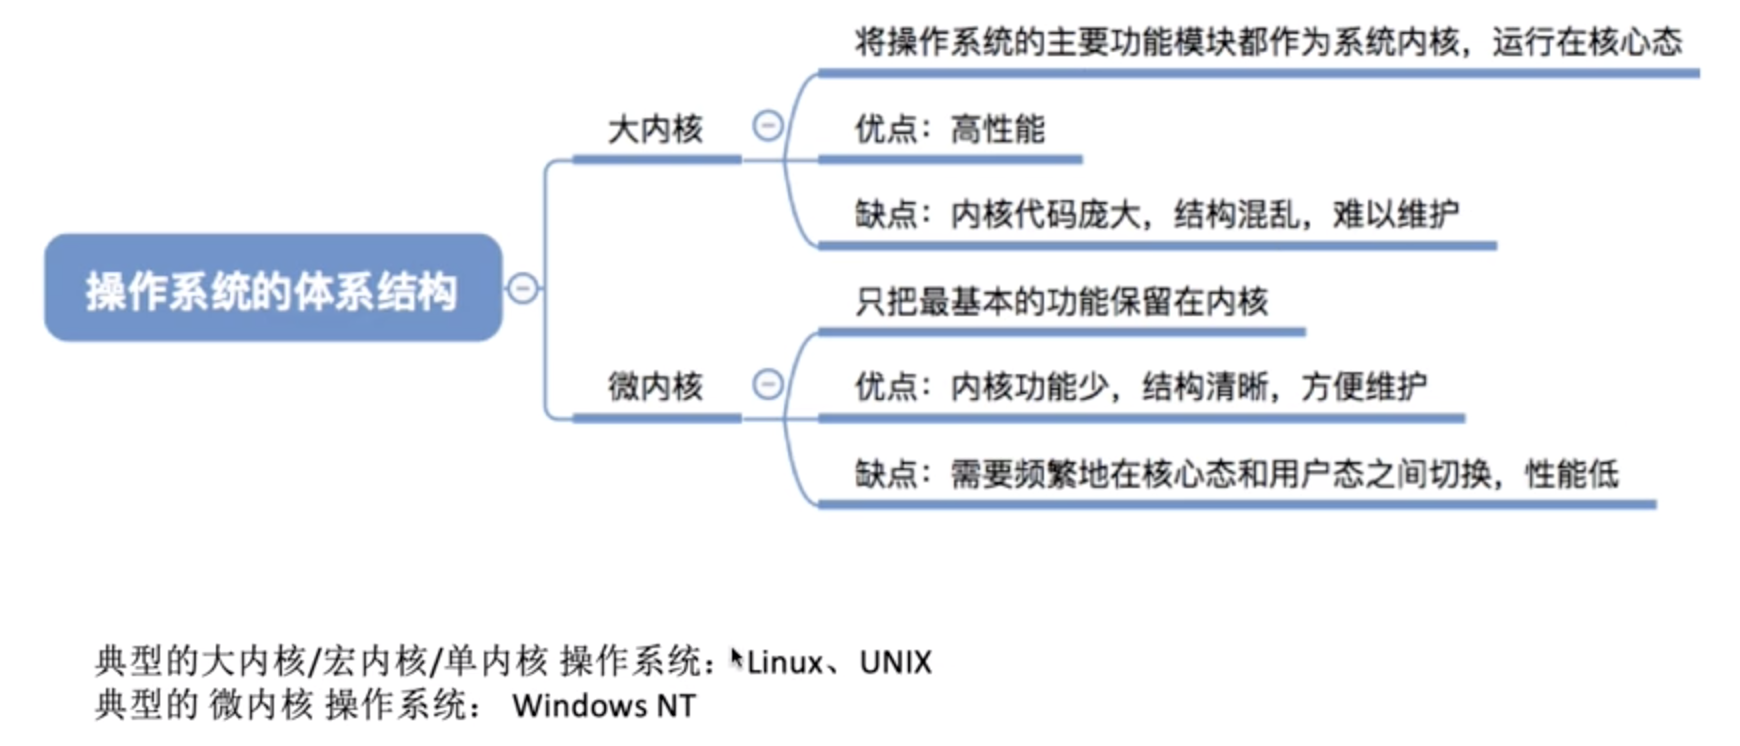 操作系统的体系结构
大内核
将操作系统的主要功能模块都作为系统内核，运行在核心态
优点：高性能
缺点：内核代码庞大，结构混乱，难以维护
微内核
只把最基本的功能保留在内核
优点：内核功能少，结构清晰，方便维护
缺点：需要频繁地在核心态和用户态之间切换，性能低
典型的大内核/宏内核/单内核 操作系统：Linux、UNIX
典型的 微内核 操作系统： Windows NT